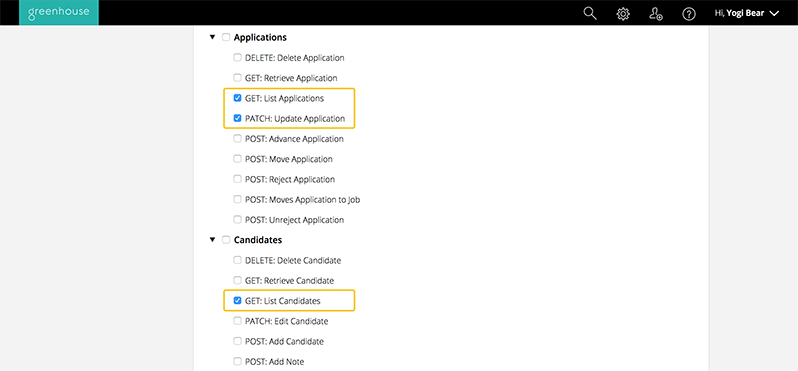 greenhouse
Hi, Yogi Bear
Applications
DELETE: Delete Application
GET: Retrieve Application
GET: List Applications
PATCH: Update Application
POST: Advance Application
POST: Move Application
POST: Reject Application
POST: Moves Application to Job
POST: Unreject Application
Candidates
DELETE: Delete Candidate
GET: Retrieve Candidate
GET: List Candidates
PATCH: Edit Candidate
POST: Add Candidate
POST: Add Note